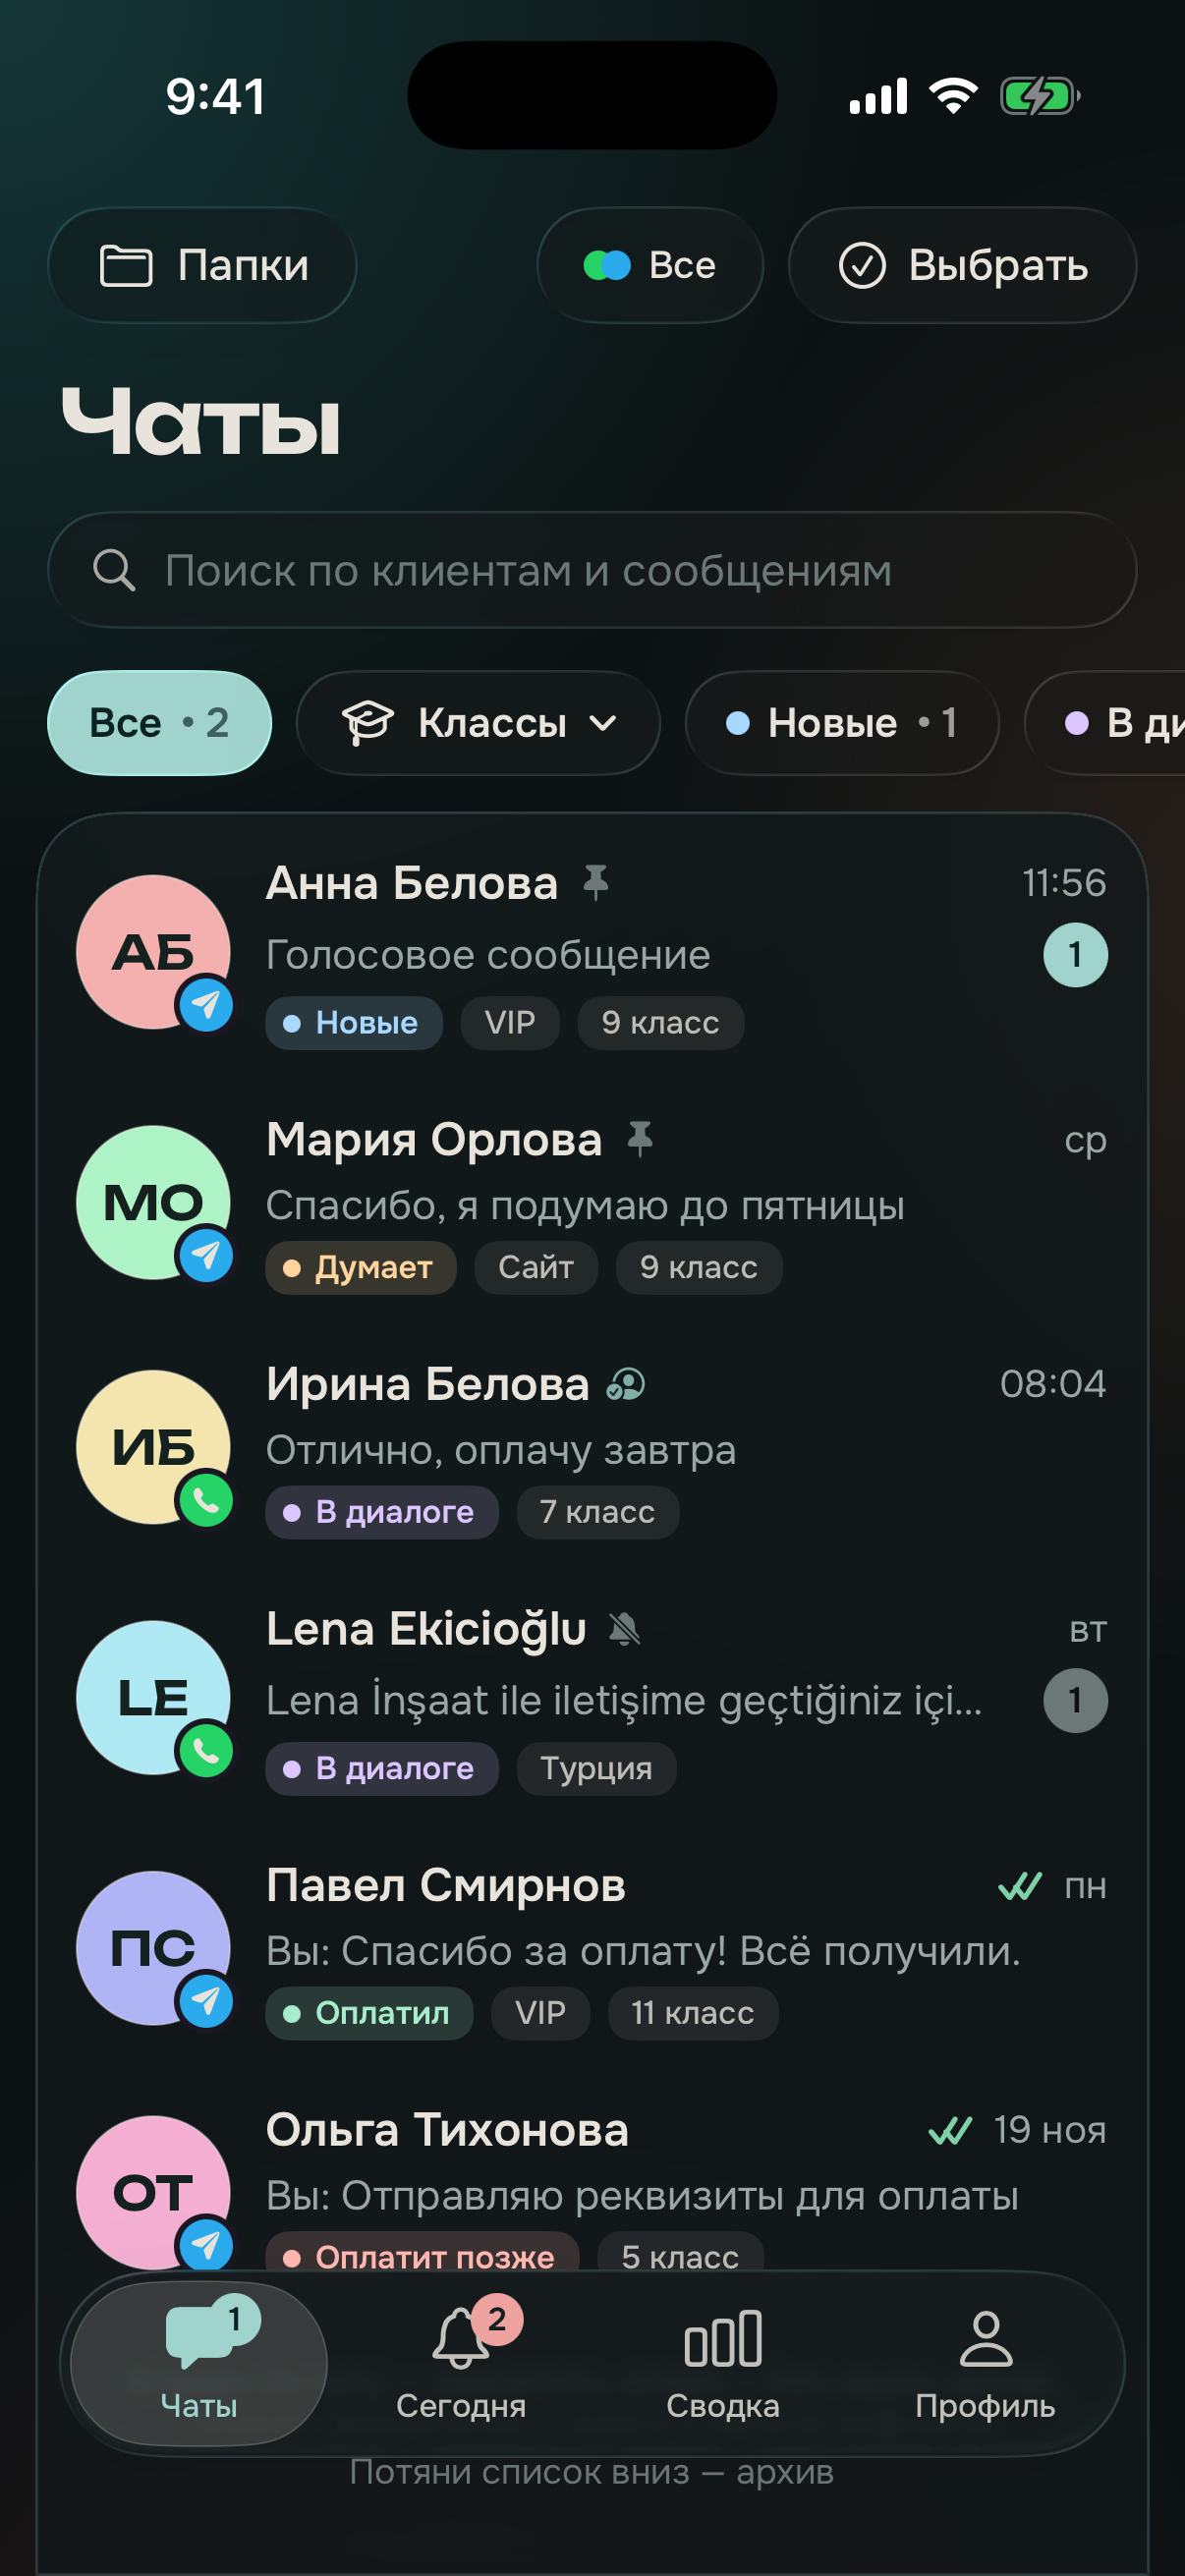 9:41
Папки
Все
Выбрать
Чаты
Поиск по клиентам и сообщениям
Все • 2
Классы
Новые • 1
В ди
АБ
Анна Белова
11:56
Голосовое сообщение
1
Новые
VIP
9 класс
МО
Мария Орлова
ср
Спасибо, я подумаю до пятницы
Думает
Сайт
9 класс
ИБ
Ирина Белова
08:04
Отлично, оплачу завтра
В диалоге
7 класс
LE
Lena Ekicioğlu
вт
Lena İnşaat ile iletişime geçtiğiniz içi...
1
В диалоге
Турция
ПС
Павел Смирнов
пн
Вы: Спасибо за оплату! Всё получили.
Оплатил
VIP
11 класс
ОТ
Ольга Тихонова
19 ноя
Вы: Отправляю реквизиты для оплаты
Оплатит позже
5 класс
1
Чаты
2
Сегодня
Сводка
Профиль
Потяни список вниз — архив